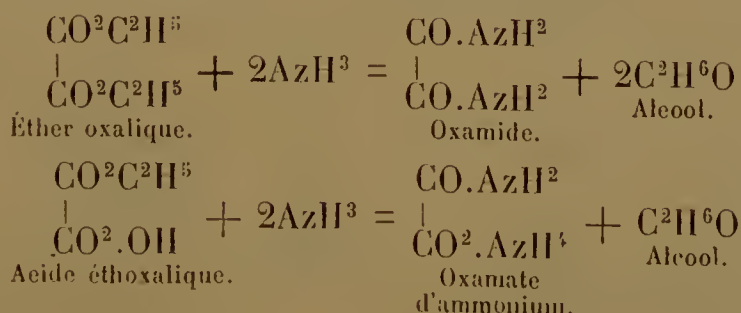 CO²C²H⁵ CO.AzH²
| + 2AzH³ = | + 2C²H⁶O
CO²C²H⁵ CO.AzH² Alcool.
Éther oxalique. Oxamide.
CO²C²H⁵ CO.AzH²
| + 2AzH³ = | + C²H⁶O
CO².OH CO².AzH⁴ Alcool.
Acide éthoxalique. Oxamate
d'ammonium.